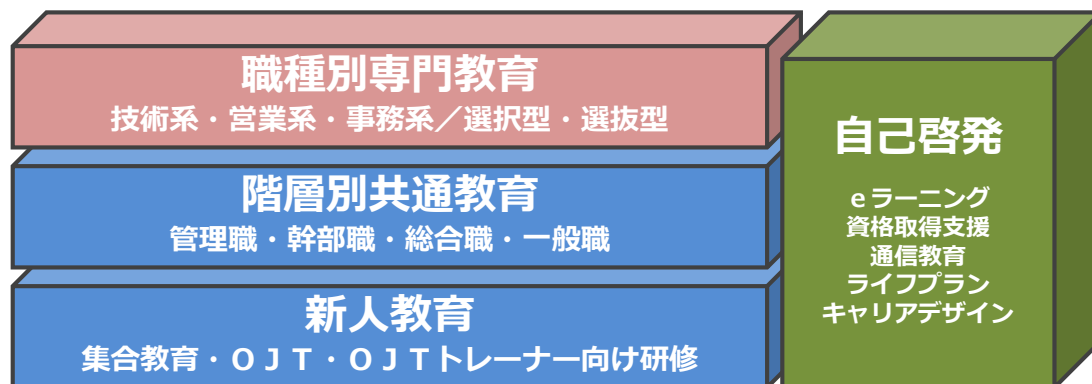 職種別専門教育
技術系・営業系・事務系／選択型・選抜型
階層別共通教育
管理職・幹部職・総合職・一般職
新人教育
集合教育・ＯＪＴ・ＯＪＴトレーナー向け研修
自己啓発
ｅラーニング
資格取得支援
通信教育
ライフプラン
キャリアデザイン